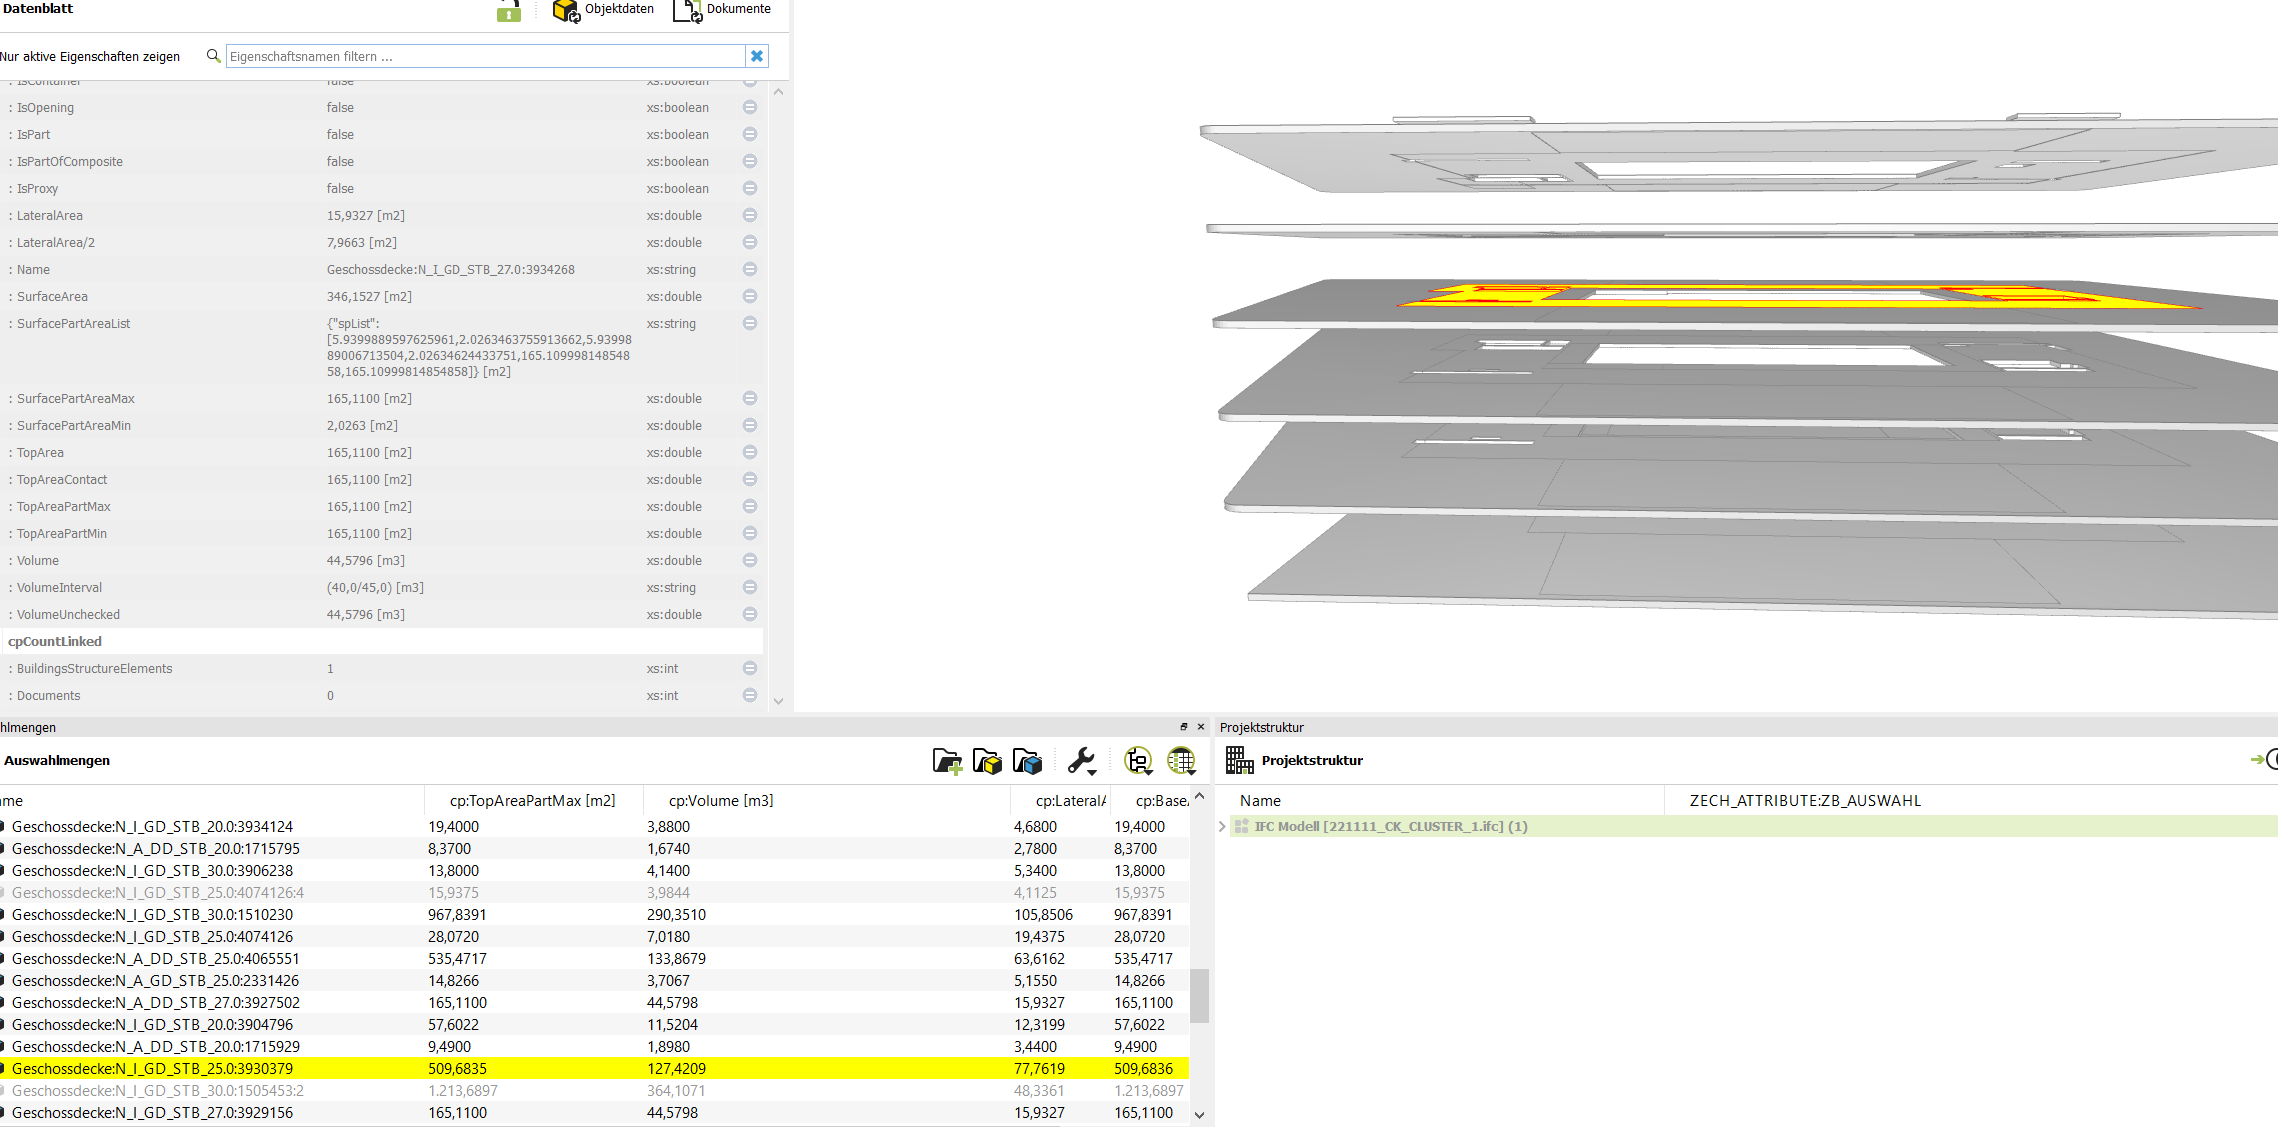 Datenblatt
Objektdaten
Dokumente
Nur aktive Eigenschaften zeigen
Eigenschaftsnamen filtern ...
: IsContainer false xs:boolean
: IsOpening false xs:boolean
: IsPart false xs:boolean
: IsPartOfComposite false xs:boolean
: IsProxy false xs:boolean
: LateralArea 15,9327 [m2] xs:double
: LateralArea/2 7,9663 [m2] xs:double
: Name Geschossdecke:N_I_GD_STB_27.0:3934268 xs:string
: SurfaceArea 346,1527 [m2] xs:double
: SurfacePartAreaList {"spList": xs:string
[5.9399889597625961,2.0263463755913662,5.9399
889006713504,2.02634624433751,165.109998148548
58,165.10999814854858]} [m2]
: SurfacePartAreaMax 165,1100 [m2] xs:double
: SurfacePartAreaMin 2,0263 [m2] xs:double
: TopArea 165,1100 [m2] xs:double
: TopAreaContact 165,1100 [m2] xs:double
: TopAreaPartMax 165,1100 [m2] xs:double
: TopAreaPartMin 165,1100 [m2] xs:double
: Volume 44,5796 [m3] xs:double
: VolumeInterval (40,0/45,0) [m3] xs:string
: VolumeUnchecked 44,5796 [m3] xs:double
cpCountLinked
: BuildingsStructureElements 1 xs:int
: Documents 0 xs:int
hlmengen
Auswahlmengen
me cp:TopAreaPartMax [m2] cp:Volume [m3] cp:LateralA cp:BaseA
Geschossdecke:N_I_GD_STB_20.0:3934124 19,4000 3,8800 4,6800 19,4000
Geschossdecke:N_A_DD_STB_20.0:1715795 8,3700 1,6740 2,7800 8,3700
Geschossdecke:N_I_GD_STB_30.0:3906238 13,8000 4,1400 5,3400 13,8000
Geschossdecke:N_I_GD_STB_25.0:4074126:4 15,9375 3,9844 4,1125 15,9375
Geschossdecke:N_I_GD_STB_30.0:1510230 967,8391 290,3510 105,8506 967,8391
Geschossdecke:N_I_GD_STB_25.0:4074126 28,0720 7,0180 19,4375 28,0720
Geschossdecke:N_A_DD_STB_25.0:4065551 535,4717 133,8679 63,6162 535,4717
Geschossdecke:N_A_GD_STB_25.0:2331426 14,8266 3,7067 5,1550 14,8266
Geschossdecke:N_A_DD_STB_27.0:3927502 165,1100 44,5798 15,9327 165,1100
Geschossdecke:N_I_GD_STB_20.0:3904796 57,6022 11,5204 12,3199 57,6022
Geschossdecke:N_A_DD_STB_20.0:1715929 9,4900 1,8980 3,4400 9,4900
Geschossdecke:N_I_GD_STB_25.0:3930379 509,6835 127,4209 77,7619 509,6836
Geschossdecke:N_I_GD_STB_30.0:1505453:2 1.213,6897 364,1071 48,3361 1.213,6897
Geschossdecke:N_I_GD_STB_27.0:3929156 165,1100 44,5798 15,9327 165,1100
Projektstruktur
Projektstruktur
Name ZECH_ATTRIBUTE:ZB_AUSWAHL
IFC Modell [221111_CK_CLUSTER_1.ifc] (1)